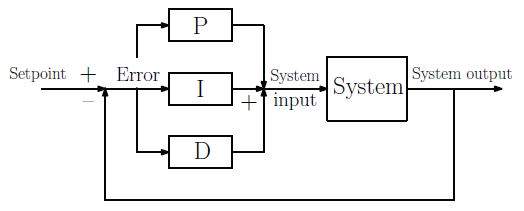 P
Setpoint + Error I System System System output
− + input
D